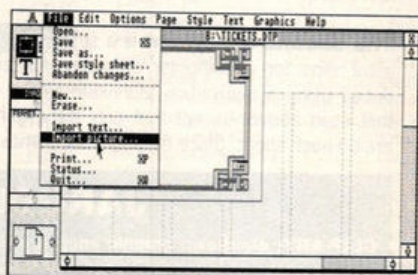 File Edit Options Page Style Text Graphics Help
B:\TICKETS.DTP
Open...
Save ⌘S
Save as...
Save style sheet...
Abandon changes...
New...
Erase...
Import text...
Import picture...
Print... ⌘P
Status...
Quit... ⌘Q
T
1